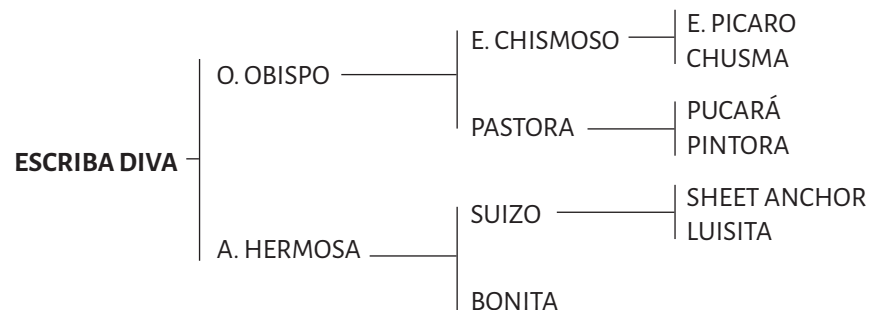 E. PICARO
E. CHISMOSO
CHUSMA
O. OBISPO
PUCARÁ
PASTORA
PINTORA
ESCRIBA DIVA
SHEET ANCHOR
SUIZO
LUISITA
A. HERMOSA
BONITA